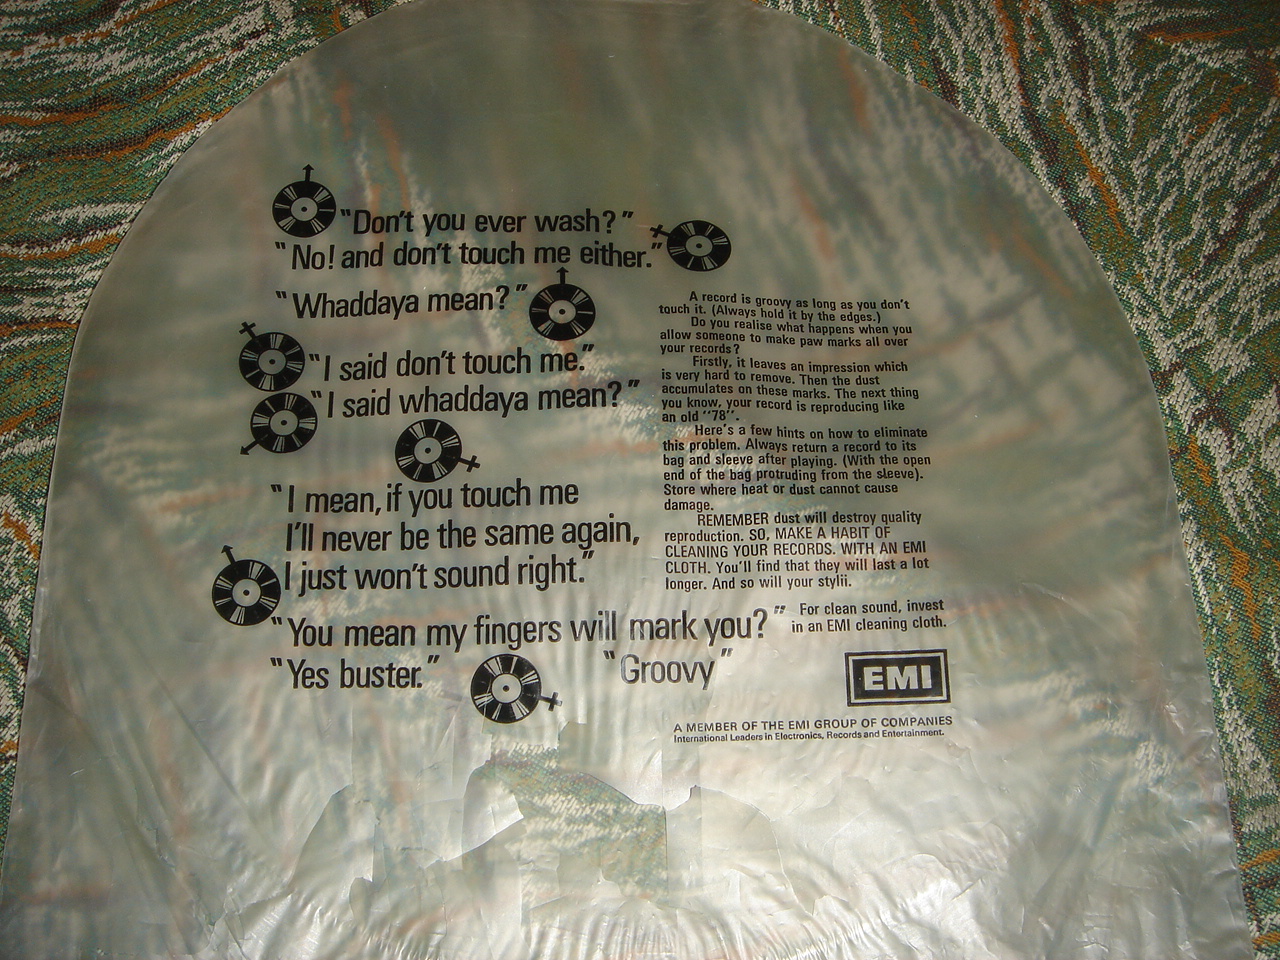 "Don't you ever wash?"
"No! and don't touch me either."
"Whaddaya mean?"
"I said don't touch me."
"I said whaddaya mean?"
"I mean, if you touch me
I'll never be the same again,
I just won't sound right."
"You mean my fingers will mark you?"
"Yes buster."
"Groovy"
A record is groovy as long as you don't
touch it. (Always hold it by the edges.)
Do you realise what happens when you
allow someone to make paw marks all over
your records?
Firstly, it leaves an impression which
is very hard to remove. Then the dust
accumulates on these marks. The next thing
you know, your record is reproducing like
an old "78".
Here's a few hints on how to eliminate
this problem. Always return a record to its
bag and sleeve after playing. (With the open
end of the bag protruding from the sleeve).
Store where heat or dust cannot cause
damage.
REMEMBER dust will destroy quality
reproduction. SO, MAKE A HABIT OF
CLEANING YOUR RECORDS. WITH AN EMI
CLOTH. You'll find that they will last a lot
longer. And so will your stylii.
For clean sound, invest
in an EMI cleaning cloth.
EMI
A MEMBER OF THE EMI GROUP OF COMPANIES
International Leaders in Electronics, Records and Entertainment.